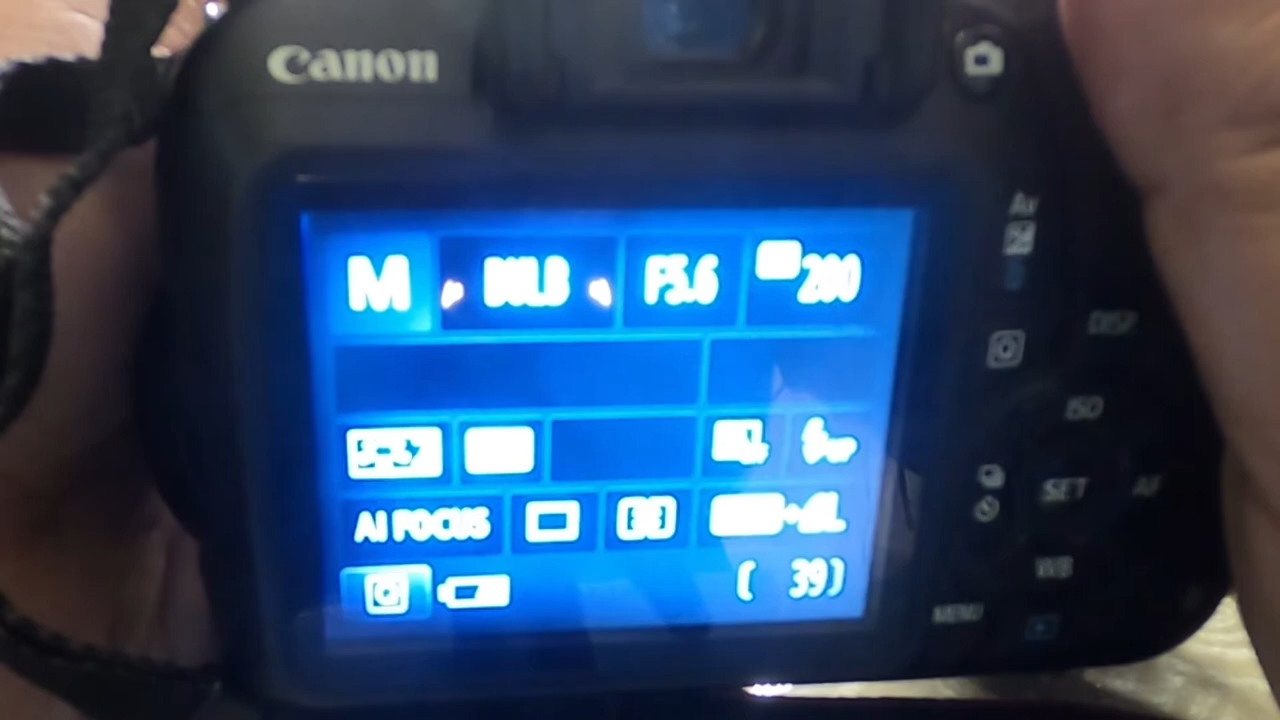 Canon
M BULB F5.6 200
AI FOCUS
( 39)
Av
DISP.
ISO
SET AF
WB
MENU